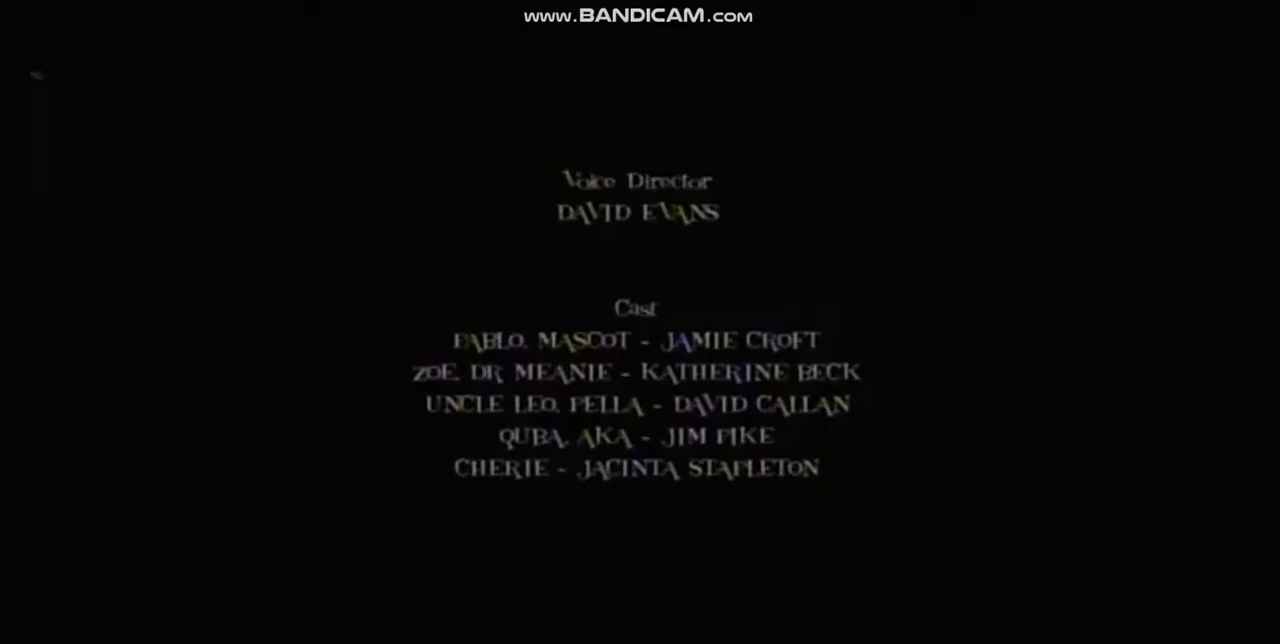 www.BANDICAM.com
Voice Director
DAVID EVANS
Cast
PABLO, MASCOT - JAMIE CROFT
ZOE, DR MEANIE - KATHERINE BECK
UNCLE LEO, PELLA - DAVID CALLAN
QUBA, AKA - JIM PIKE
CHERIE - JACINTA STAPLETON